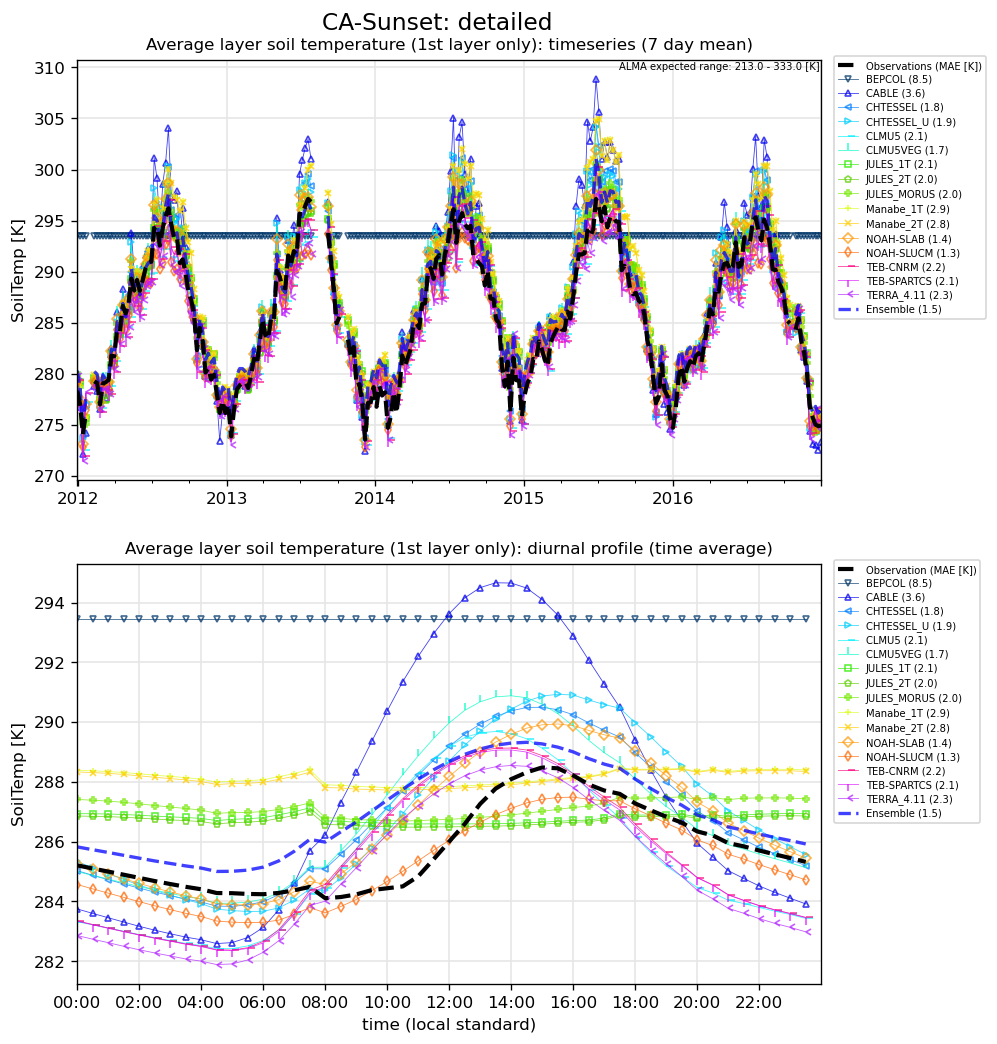 CA-Sunset: detailed
Average layer soil temperature (1st layer only): timeseries (7 day mean)
ALMA expected range: 213.0 - 333.0 [K]
SoilTemp [K]
310
305
300
295
290
285
280
275
270
2012
2013
2014
2015
2016
Observations (MAE [K])
BEPCOL (8.5)
CABLE (3.6)
CHTESSEL (1.8)
CHTESSEL_U (1.9)
CLMU5 (2.1)
CLMU5VEG (1.7)
JULES_1T (2.1)
JULES_2T (2.0)
JULES_MORUS (2.0)
Manabe_1T (2.9)
Manabe_2T (2.8)
NOAH-SLAB (1.4)
NOAH-SLUCM (1.3)
TEB-CNRM (2.2)
TEB-SPARTCS (2.1)
TERRA_4.11 (2.3)
Ensemble (1.5)
Average layer soil temperature (1st layer only): diurnal profile (time average)
SoilTemp [K]
294
292
290
288
286
284
282
00:00
02:00
04:00
06:00
08:00
10:00
12:00
14:00
16:00
18:00
20:00
22:00
time (local standard)
Observation (MAE [K])
BEPCOL (8.5)
CABLE (3.6)
CHTESSEL (1.8)
CHTESSEL_U (1.9)
CLMU5 (2.1)
CLMU5VEG (1.7)
JULES_1T (2.1)
JULES_2T (2.0)
JULES_MORUS (2.0)
Manabe_1T (2.9)
Manabe_2T (2.8)
NOAH-SLAB (1.4)
NOAH-SLUCM (1.3)
TEB-CNRM (2.2)
TEB-SPARTCS (2.1)
TERRA_4.11 (2.3)
Ensemble (1.5)